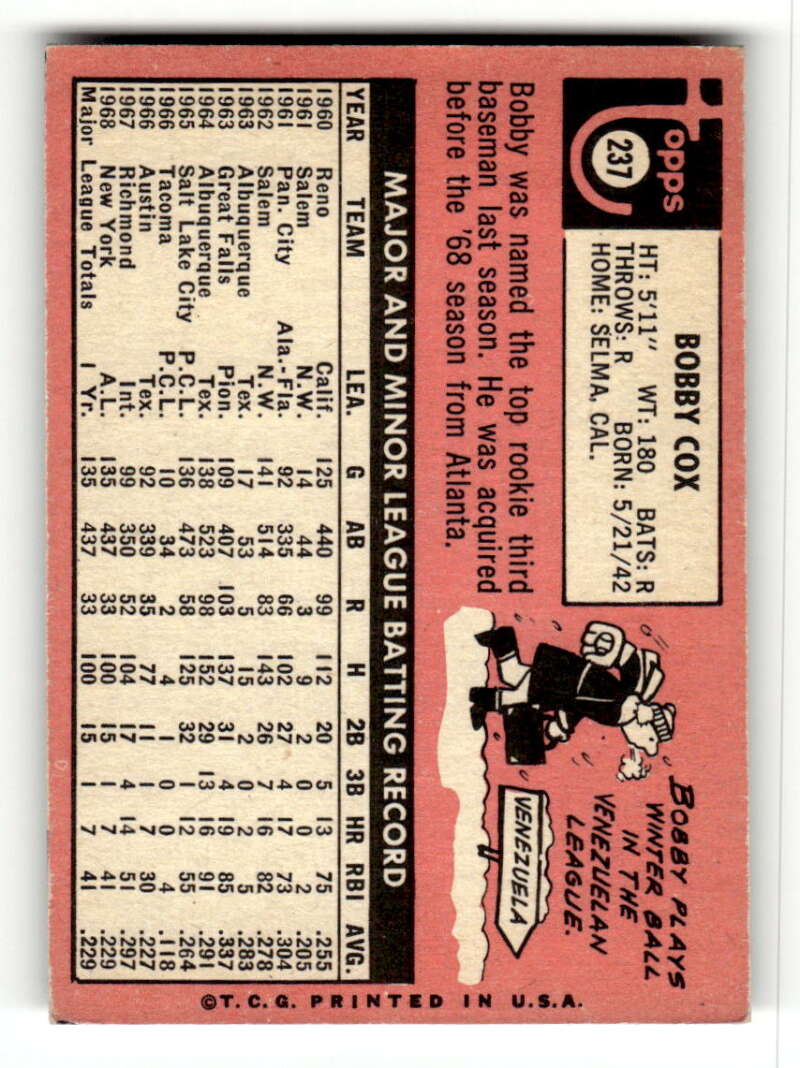 Topps
237
BOBBY COX
HT: 5'11" WT: 180 BATS: R
THROWS: R BORN: 5/21/42
HOME: SELMA, CAL.
Bobby was named the top rookie third
baseman last season. He was acquired
before the '68 season from Atlanta.
BOBBY PLAYS
WINTER BALL
IN THE
VENEZUELAN
LEAGUE.
VENEZUELA
MAJOR AND MINOR LEAGUE BATTING RECORD
YEAR TEAM LEA. G AB R H 2B 3B HR RBI AVG.
1960 Reno Calif. 125 440 99 112 20 5 13 75 .255
1961 Salem N.W. 14 44 3 9 2 0 0 2 .205
1961 Pan. City Ala.-Fla. 92 335 66 102 27 4 17 73 .304
1962 Salem N.W. 141 514 83 143 26 7 16 82 .278
1963 Albuquerque Tex. 17 53 5 15 2 0 2 5 .283
1963 Great Falls Pion. 109 407 103 137 31 4 19 85 .337
1964 Albuquerque Tex. 138 523 98 152 29 13 16 91 .291
1965 Salt Lake City P.C.L. 136 473 58 125 32 1 12 55 .264
1966 Tacoma P.C.L. 10 34 2 4 1 0 0 4 .118
1966 Austin Tex. 92 339 35 77 11 1 7 30 .227
1967 Richmond Int. 99 350 52 104 17 4 14 51 .297
1968 New York A.L. 135 437 33 100 15 1 7 41 .229
Major League Totals 1 Yr. 135 437 33 100 15 1 7 41 .229
©T.C.G. PRINTED IN U.S.A.